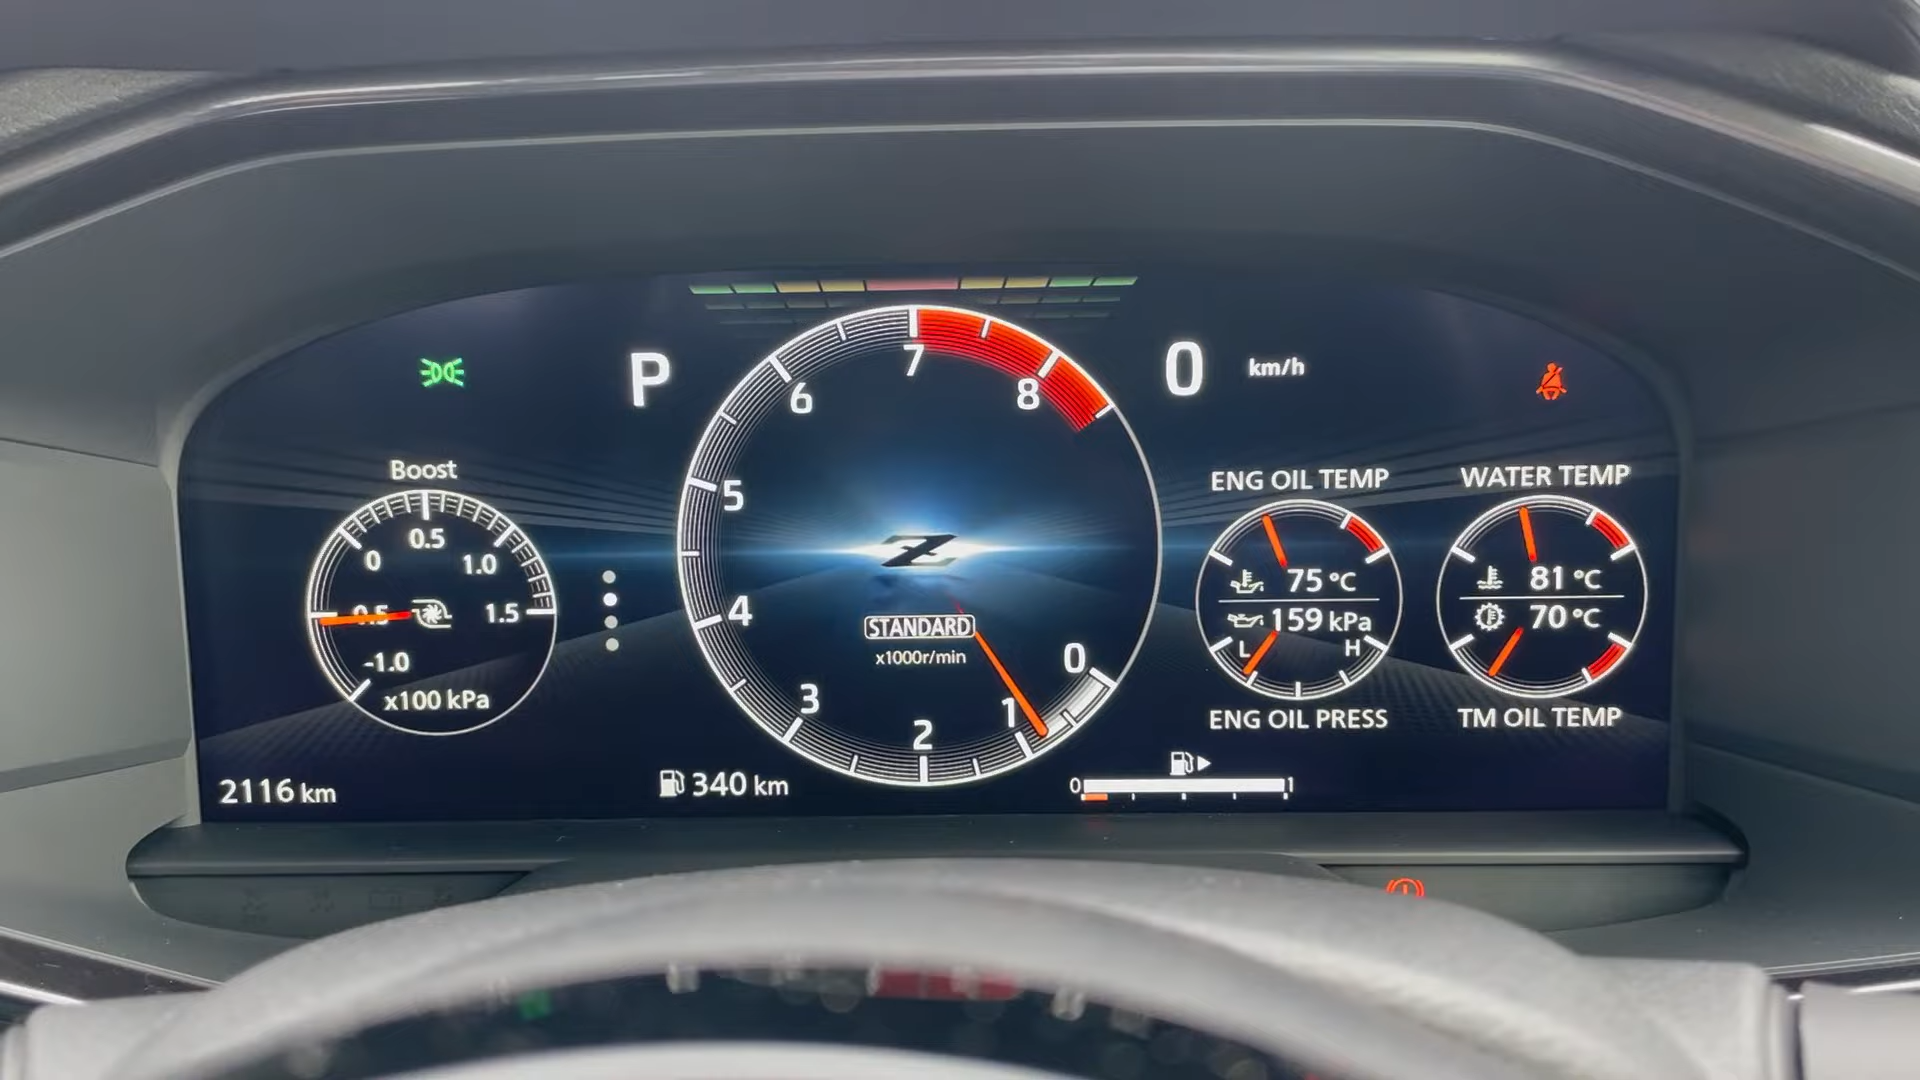 P
0 km/h
7
6
8
5
4
3
2
1
0
STANDARD
x1000r/min
Boost
0.5
0
1.0
0.5
1.5
-1.0
x100 kPa
ENG OIL TEMP
75 °C
159 kPa
L H
ENG OIL PRESS
WATER TEMP
81 °C
70 °C
TM OIL TEMP
2116 km
340 km
0 1